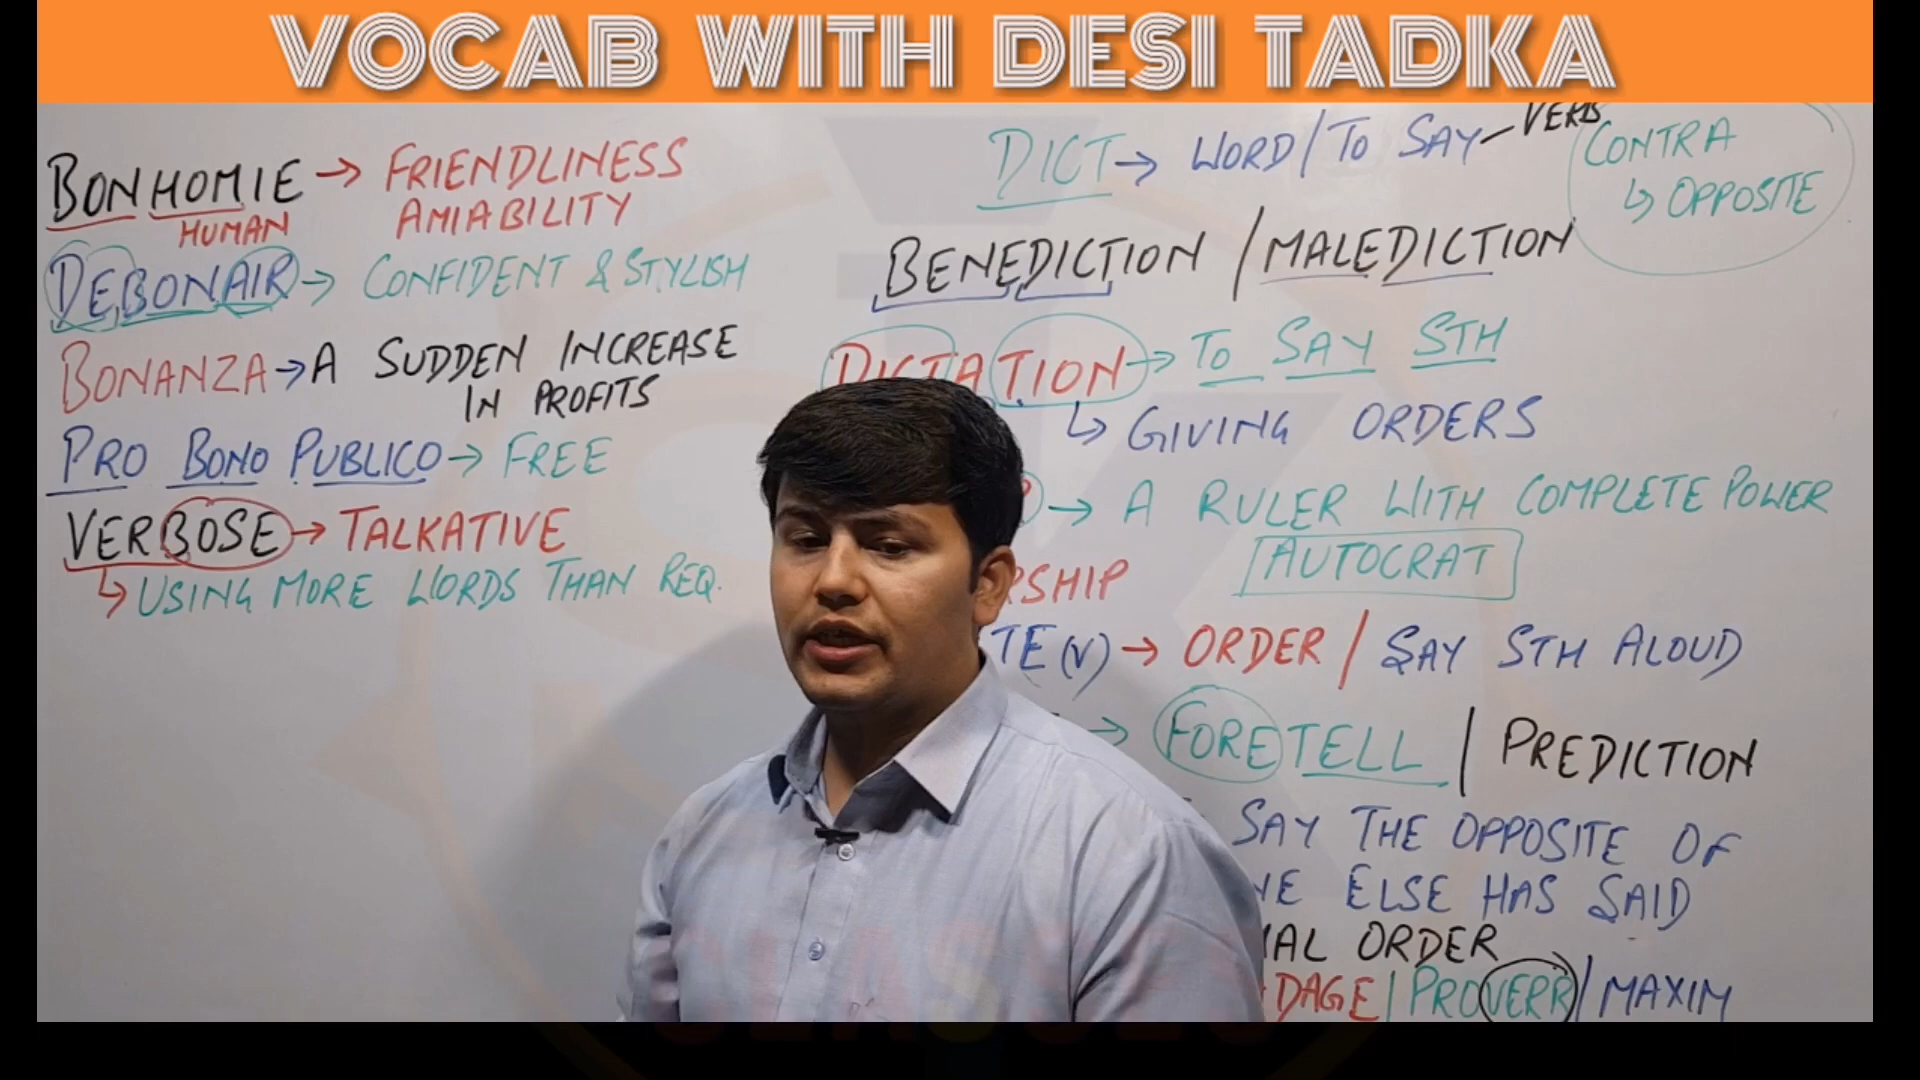 VOCAB WITH DESI TADKA
BONHOMIE → FRIENDLINESS
HUMAN AMIABILITY
DEBONAIR → CONFIDENT & STYLISH
BONANZA → A SUDDEN INCREASE
IN PROFITS
PRO BONO PUBLICO → FREE
VERBOSE → TALKATIVE
↳ USING MORE WORDS THAN REQ.
DICT → WORD / TO SAY – VERB
CONTRA
↳ OPPOSITE
BENEDICTION / MALEDICTION
DICTATION → TO SAY STH
↳ GIVING ORDERS
→ A RULER WITH COMPLETE POWER
AUTOCRAT
RSHIP
TE (V) → ORDER / SAY STH ALOUD
→ FORETELL / PREDICTION
SAY THE OPPOSITE OF
NE ELSE HAS SAID
MAL ORDER
ADAGE / PROVERB / MAXIM
CLASSES